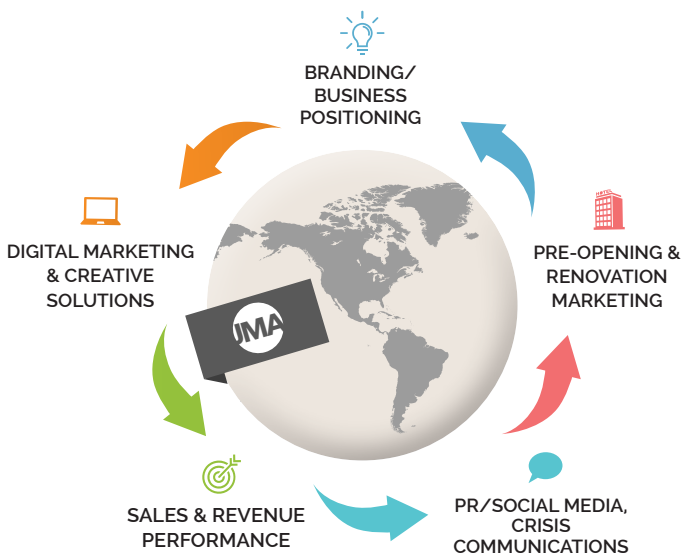 BRANDING/
BUSINESS
POSITIONING
HOTEL
DIGITAL MARKETING
& CREATIVE
SOLUTIONS
PRE-OPENING &
RENOVATION
MARKETING
JMA
SALES & REVENUE
PERFORMANCE
PR/SOCIAL MEDIA,
CRISIS
COMMUNICATIONS